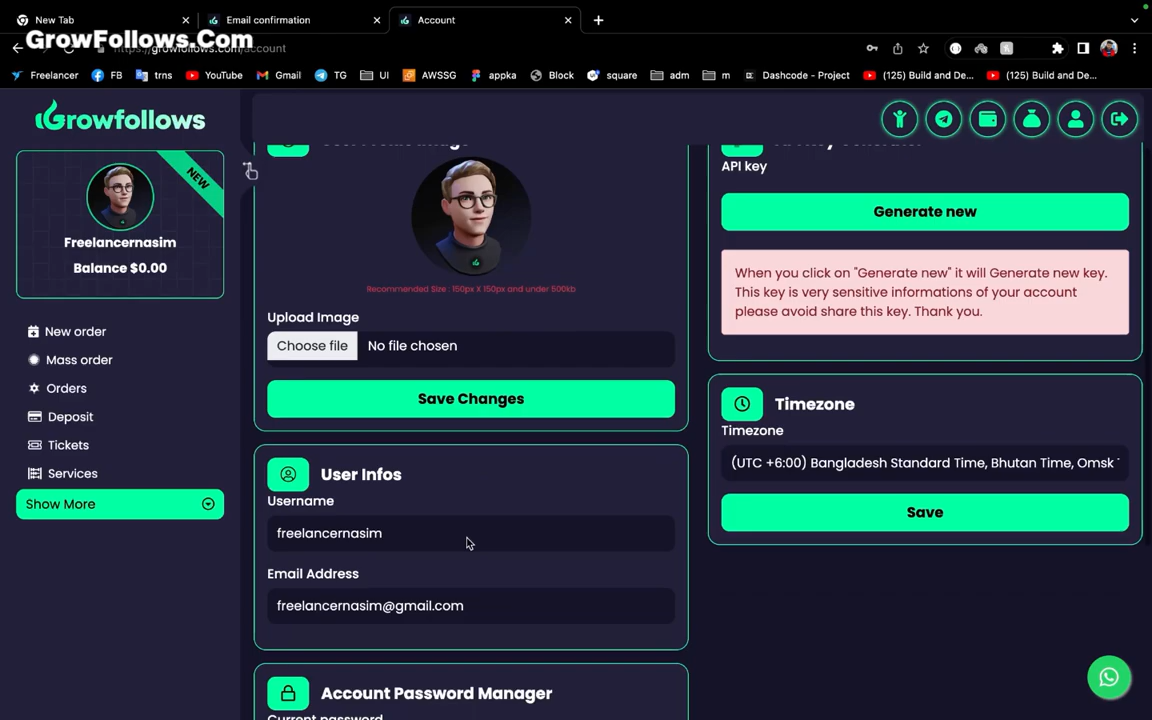 New Tab
Email confirmation
Account
GrowFollows.Com
https://growfollows.com/account
Freelancer
FB
trns
YouTube
Gmail
TG
UI
AWSSG
appka
Block
square
adm
m
Dashcode - Project
(125) Build and De...
(125) Build and De...
Growfollows
NEW
Freelancernasim
Balance $0.00
New order
Mass order
Orders
Deposit
Tickets
Services
Show More
Recommended Size : 150px X 150px and under 500kb
Upload Image
Choose file
No file chosen
Save Changes
User Infos
Username
freelancernasim
Email Address
freelancernasim@gmail.com
Account Password Manager
Current password
API key
Generate new
When you click on "Generate new" it will Generate new key.
This key is very sensitive informations of your account
please avoid share this key. Thank you.
Timezone
Timezone
(UTC +6:00) Bangladesh Standard Time, Bhutan Time, Omsk
Save